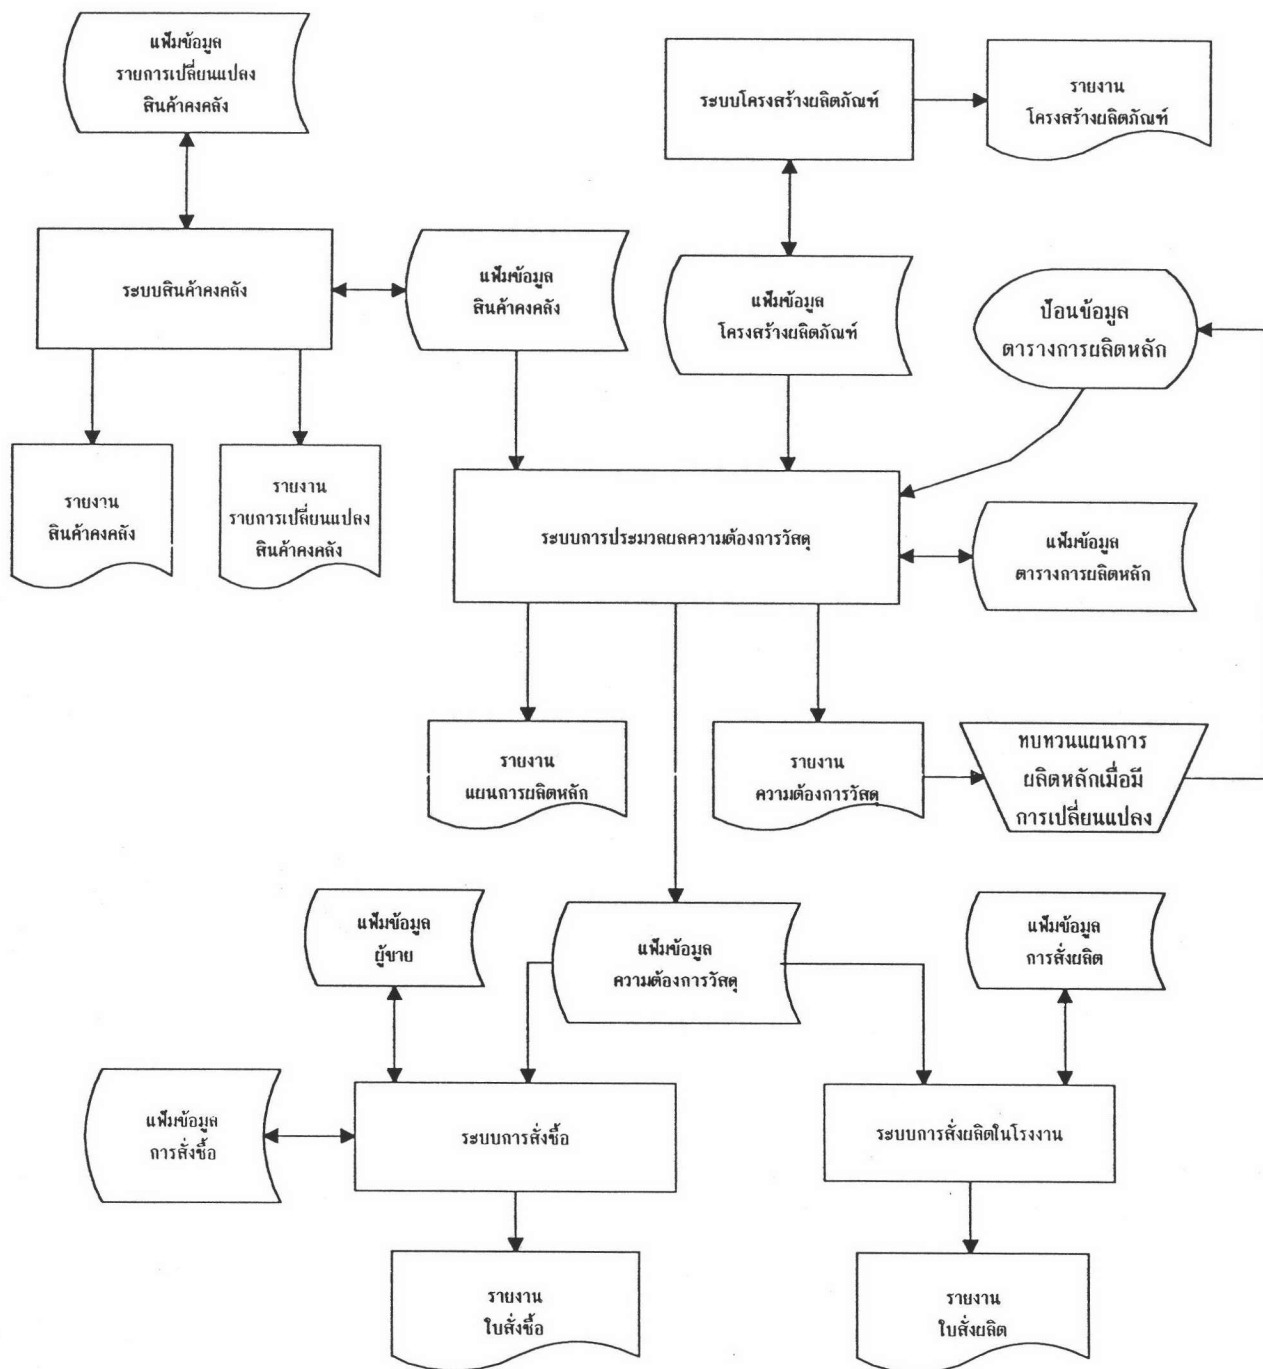 แฟ้มข้อมูล
รายการเปลี่ยนแปลง
สินค้าคงคลัง
ระบบโครงสร้างผลิตภัณฑ์
รายงาน
โครงสร้างผลิตภัณฑ์
ระบบสินค้าคงคลัง
แฟ้มข้อมูล
สินค้าคงคลัง
แฟ้มข้อมูล
โครงสร้างผลิตภัณฑ์
ป้อนข้อมูล
ตารางการผลิตหลัก
รายงาน
สินค้าคงคลัง
รายงาน
รายการเปลี่ยนแปลง
สินค้าคงคลัง
ระบบการประมวลผลความต้องการวัสดุ
แฟ้มข้อมูล
ตารางการผลิตหลัก
รายงาน
แผนการผลิตหลัก
รายงาน
ความต้องการวัสดุ
ทบทวนแผนการ
ผลิตหลักเมื่อมี
การเปลี่ยนแปลง
แฟ้มข้อมูล
ผู้ขาย
แฟ้มข้อมูล
ความต้องการวัสดุ
แฟ้มข้อมูล
การสั่งผลิต
แฟ้มข้อมูล
การสั่งซื้อ
ระบบการสั่งซื้อ
ระบบการสั่งผลิตในโรงงาน
รายงาน
ใบสั่งซื้อ
รายงาน
ใบสั่งผลิต